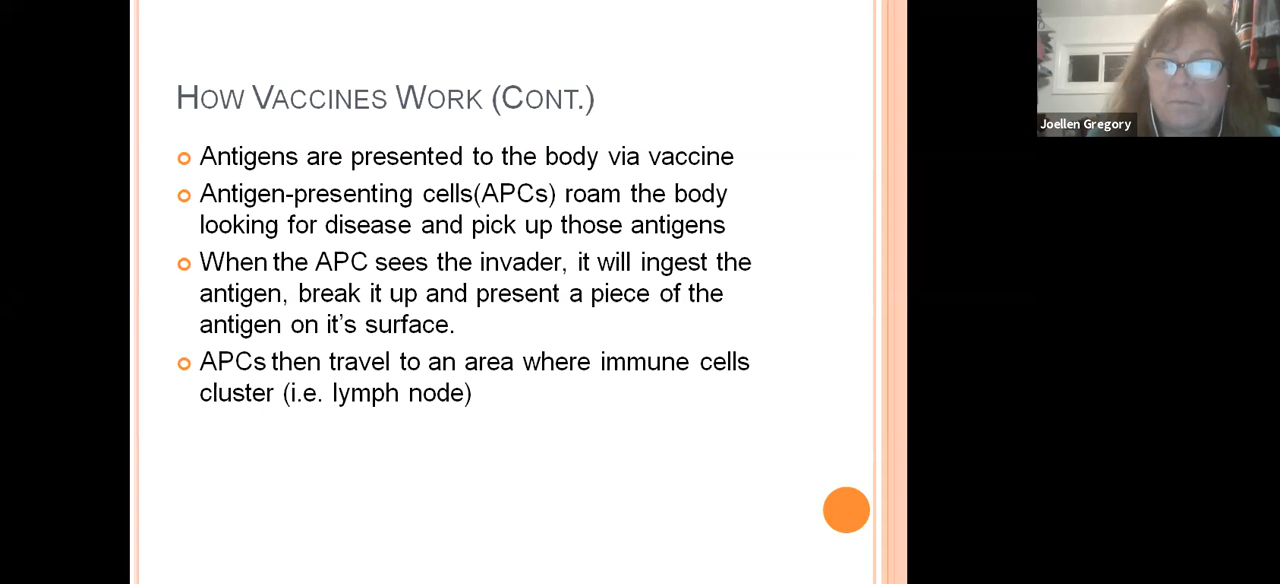 HOW VACCINES WORK (CONT.)
Antigens are presented to the body via vaccine
Antigen-presenting cells(APCs) roam the body
looking for disease and pick up those antigens
When the APC sees the invader, it will ingest the
antigen, break it up and present a piece of the
antigen on it's surface.
APCs then travel to an area where immune cells
cluster (i.e. lymph node)
Joellen Gregory